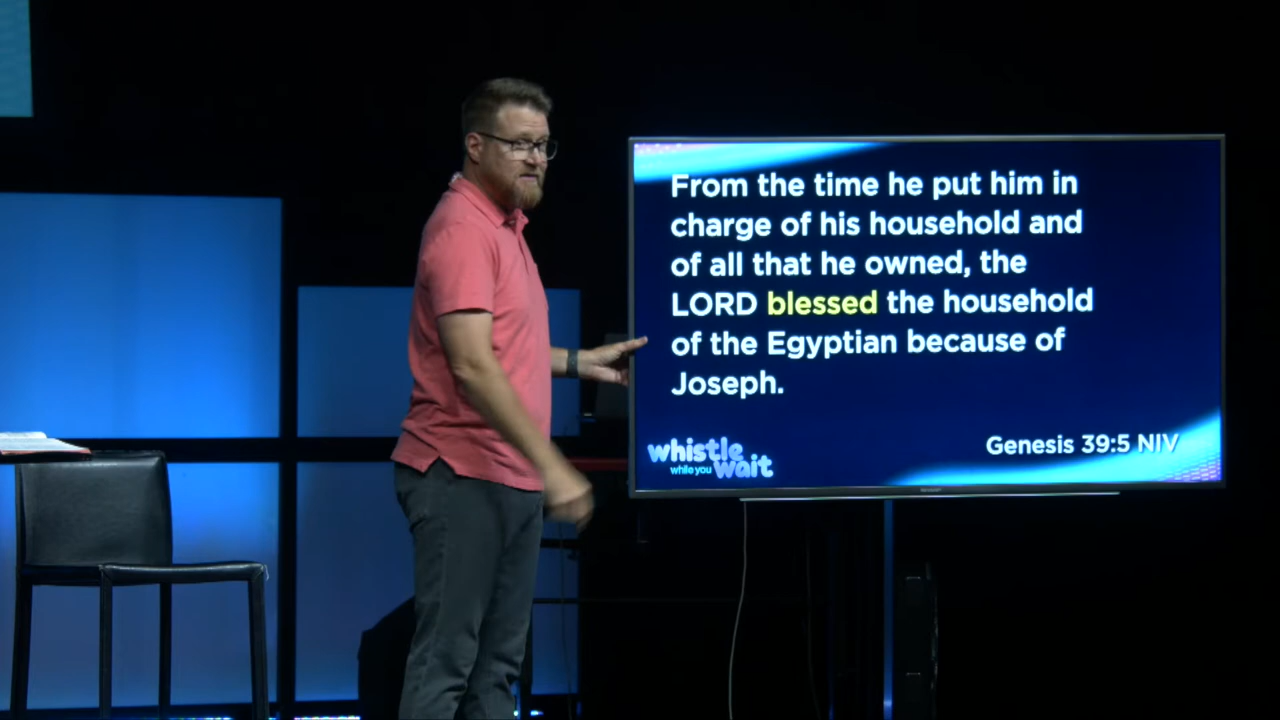 From the time he put him in
charge of his household and
of all that he owned, the
LORD blessed the household
of the Egyptian because of
Joseph.
Genesis 39:5 NIV
whistle
while you wait